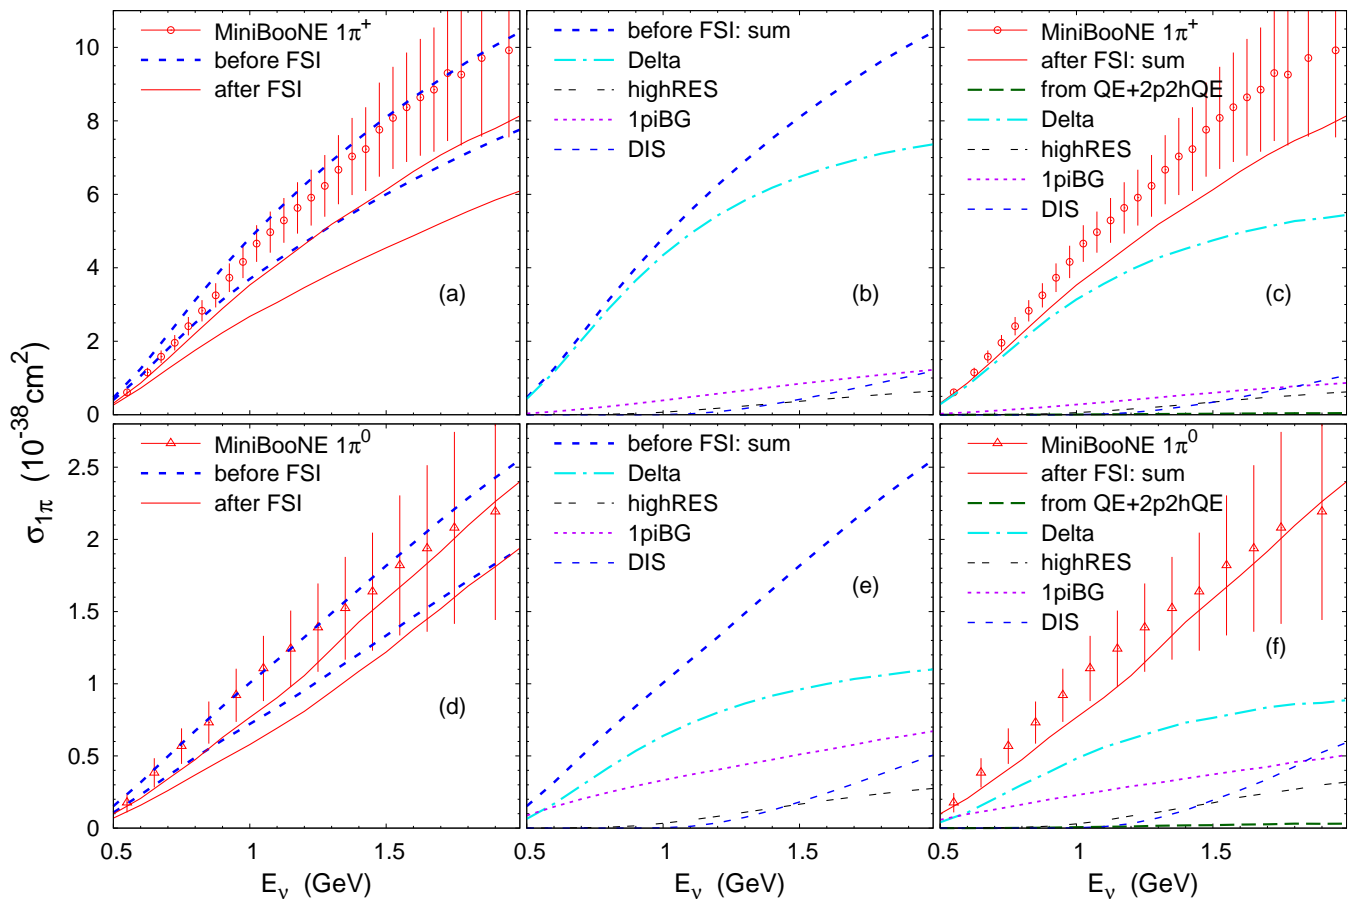 MiniBooNE 1π⁺
before FSI
after FSI
(a)
0
2
4
6
8
10
before FSI: sum
Delta
highRES
1piBG
DIS
(b)
MiniBooNE 1π⁺
after FSI: sum
from QE+2p2hQE
Delta
highRES
1piBG
DIS
(c)
σ1π (10⁻³⁸cm²)
MiniBooNE 1π⁰
before FSI
after FSI
(d)
0
0.5
1
1.5
2
2.5
0.5
1
1.5
Eν (GeV)
before FSI: sum
Delta
highRES
1piBG
DIS
(e)
0.5
1
1.5
Eν (GeV)
MiniBooNE 1π⁰
after FSI: sum
from QE+2p2hQE
Delta
highRES
1piBG
DIS
(f)
0.5
1
1.5
Eν (GeV)